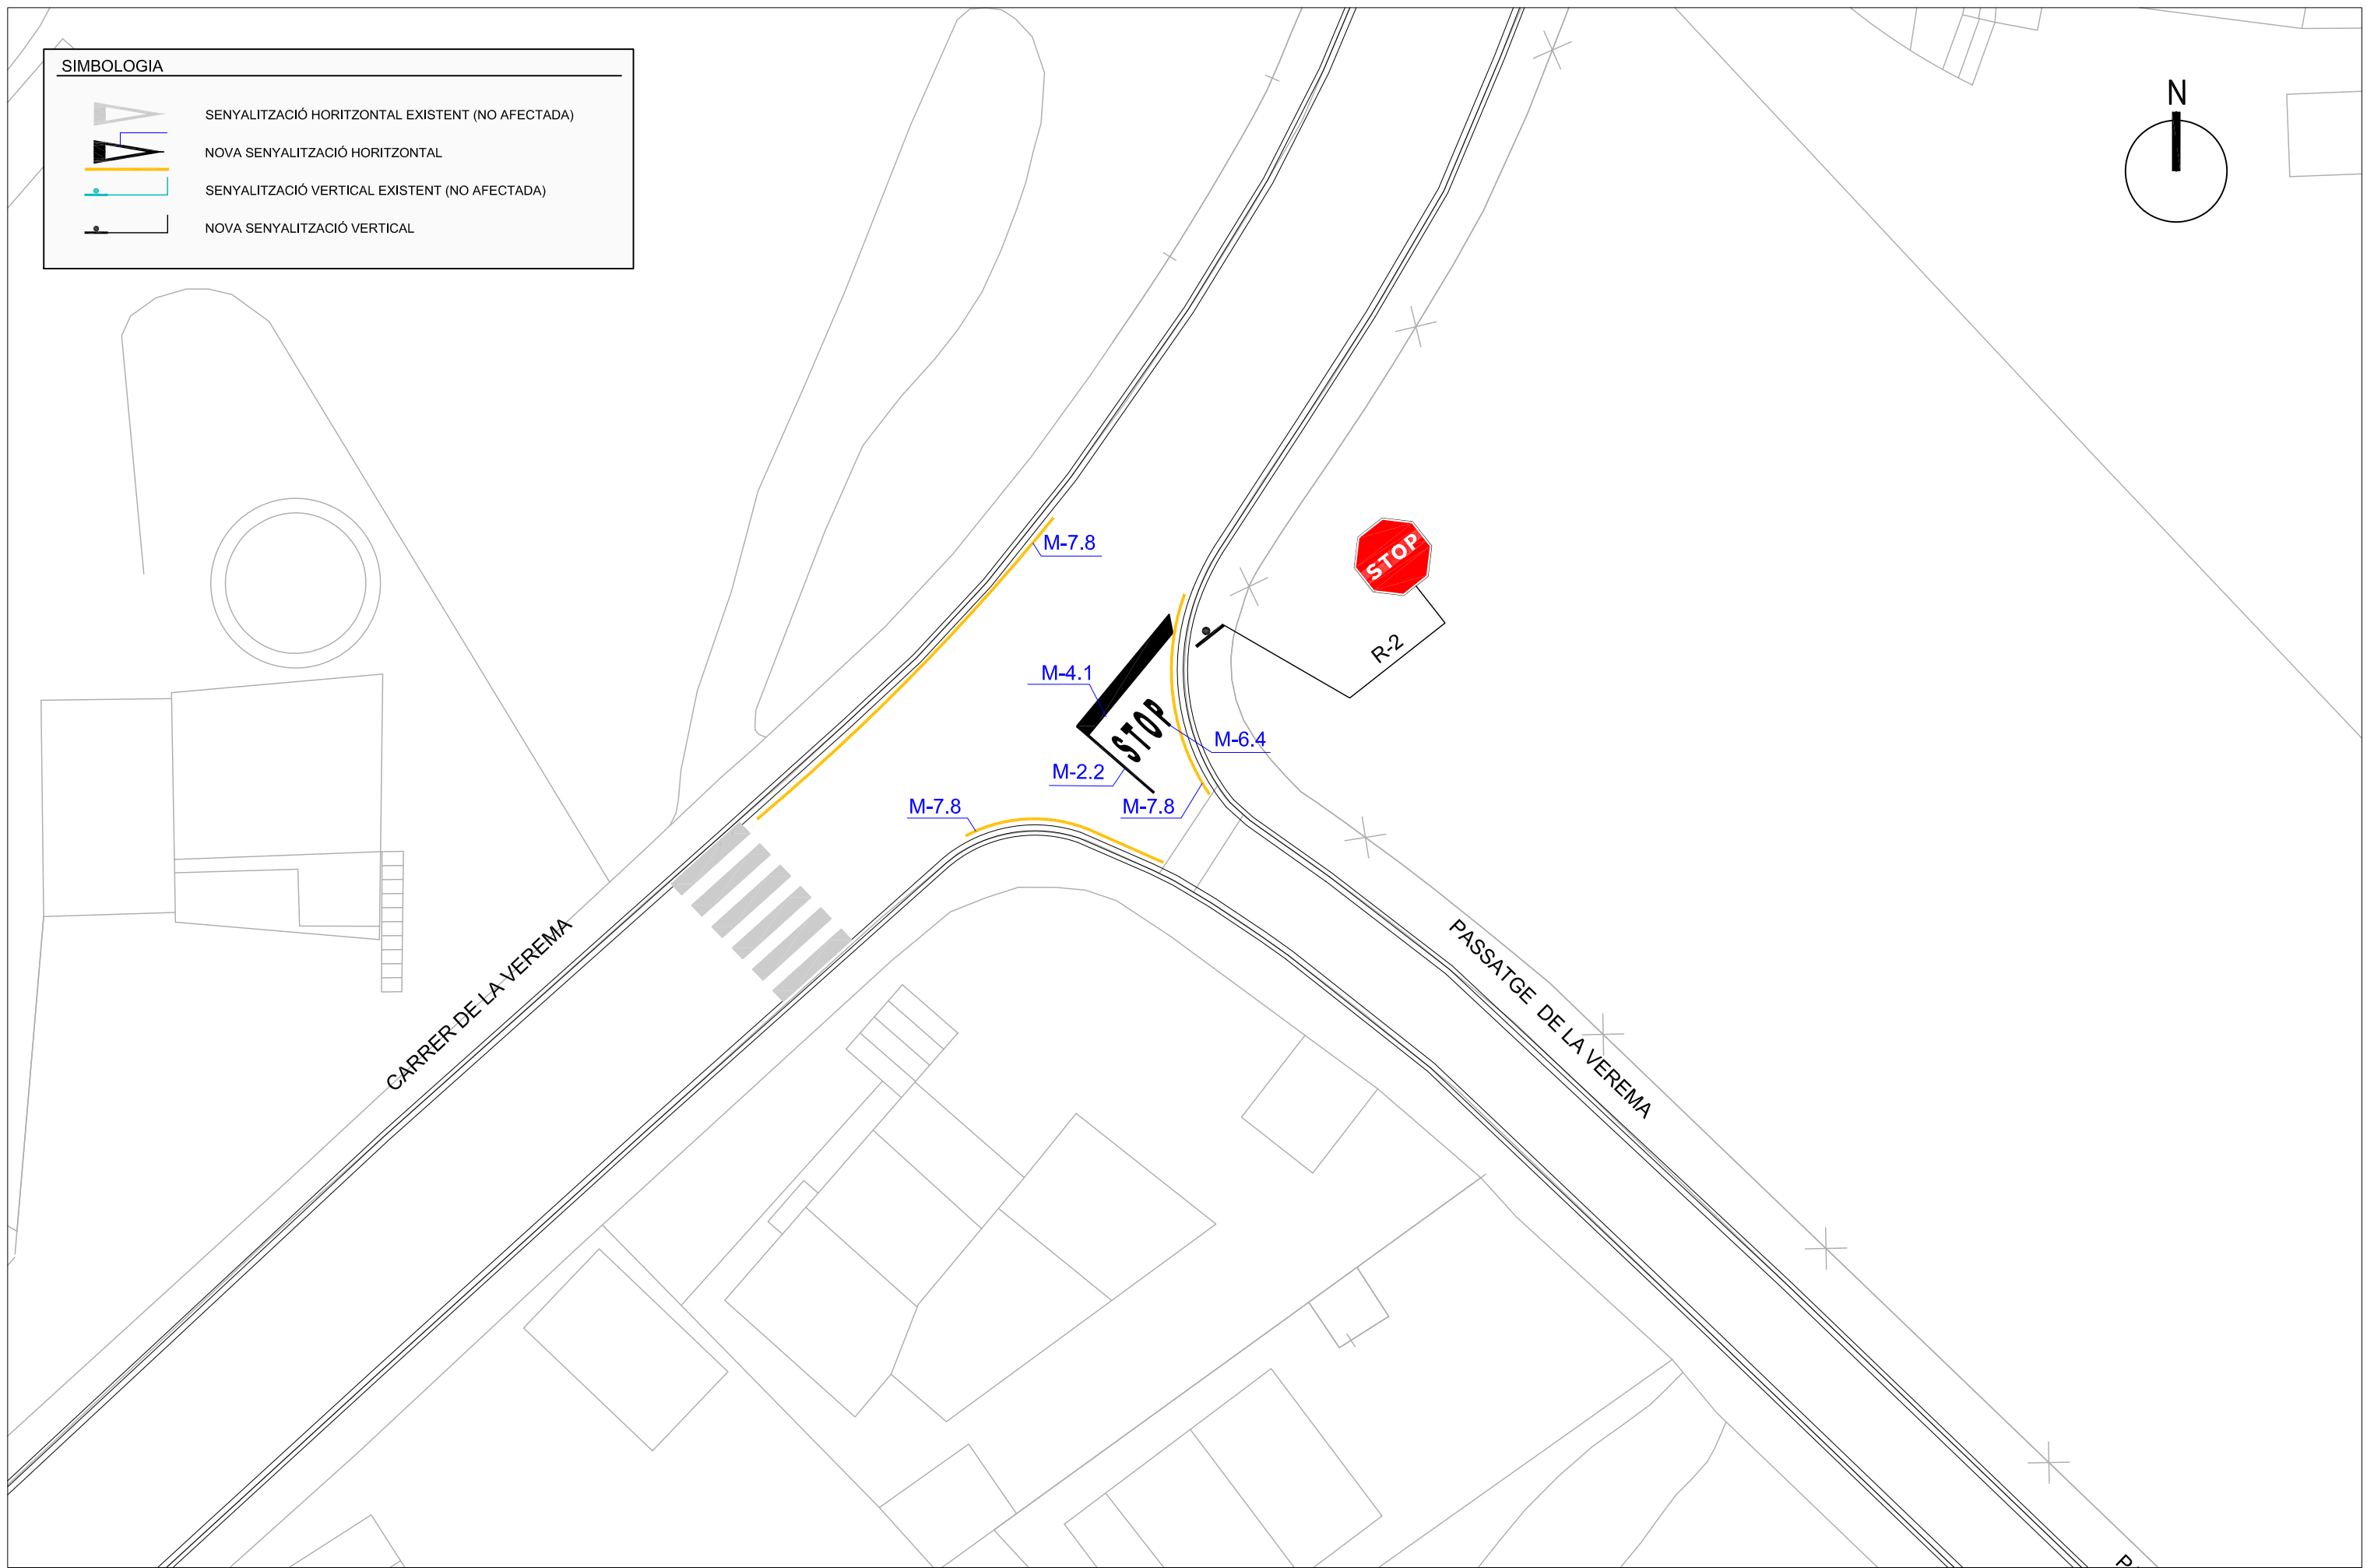 SIMBOLOGIA
SENYALITZACIÓ HORITZONTAL EXISTENT (NO AFECTADA)
NOVA SENYALITZACIÓ HORITZONTAL
SENYALITZACIÓ VERTICAL EXISTENT (NO AFECTADA)
NOVA SENYALITZACIÓ VERTICAL
N
M-7.8
STOP
R-2
M-4.1
STOP
M-6.4
M-2.2
M-7.8
M-7.8
CARRER DE LA VEREMA
PASSATGE DE LA VEREMA